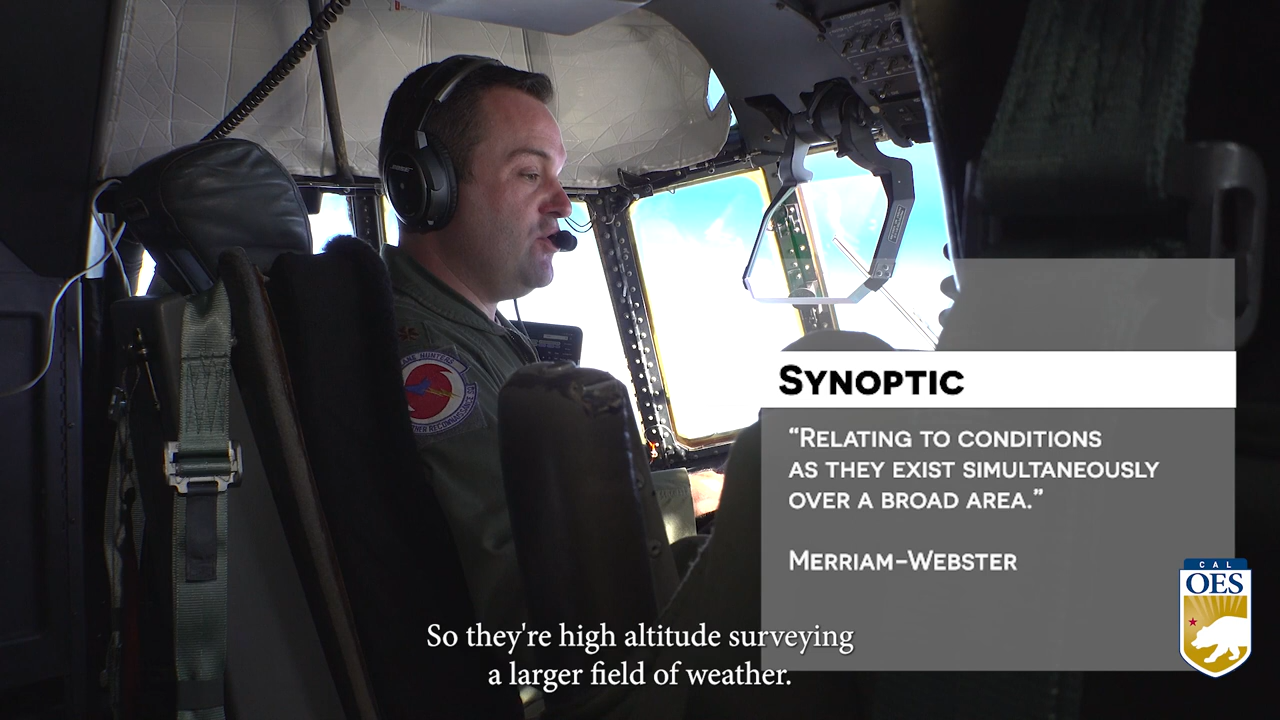 SYNOPTIC
“RELATING TO CONDITIONS
AS THEY EXIST SIMULTANEOUSLY
OVER A BROAD AREA.”
MERRIAM-WEBSTER
CAL
OES
So they're high altitude surveying
a larger field of weather.